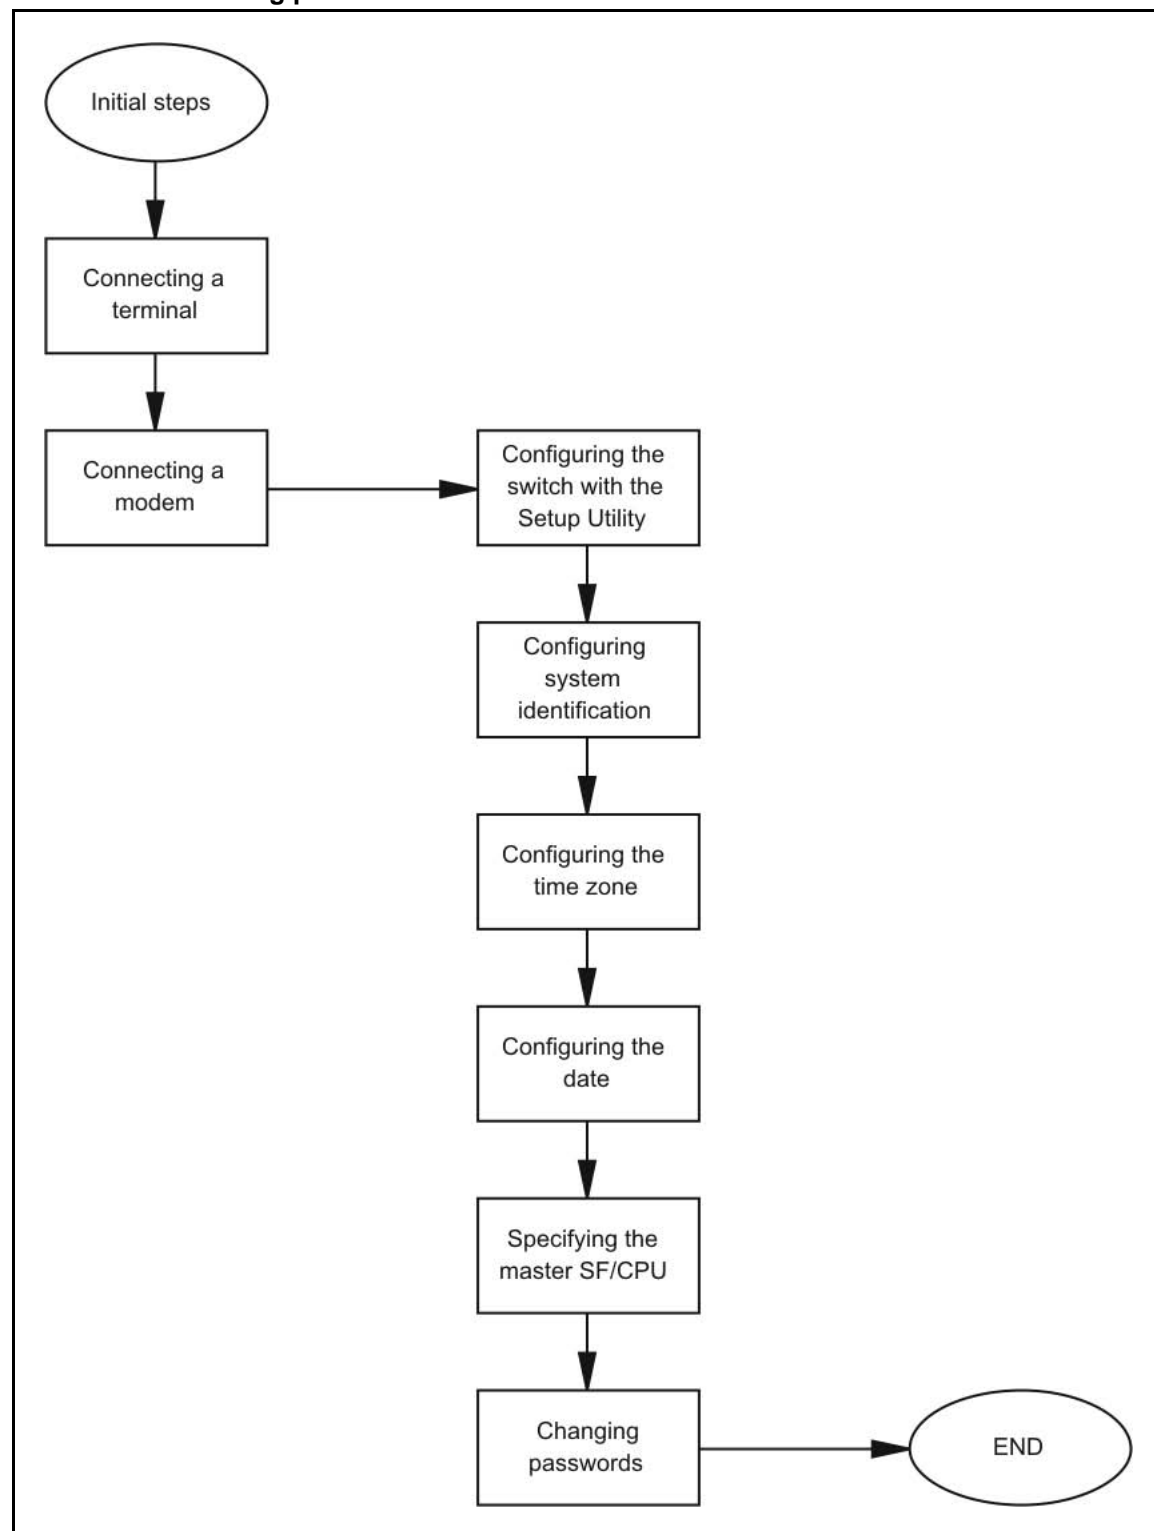 Initial steps
Connecting a
terminal
Connecting a
modem
Configuring the
switch with the
Setup Utility
Configuring
system
identification
Configuring the
time zone
Configuring the
date
Specifying the
master SF/CPU
Changing
passwords
END